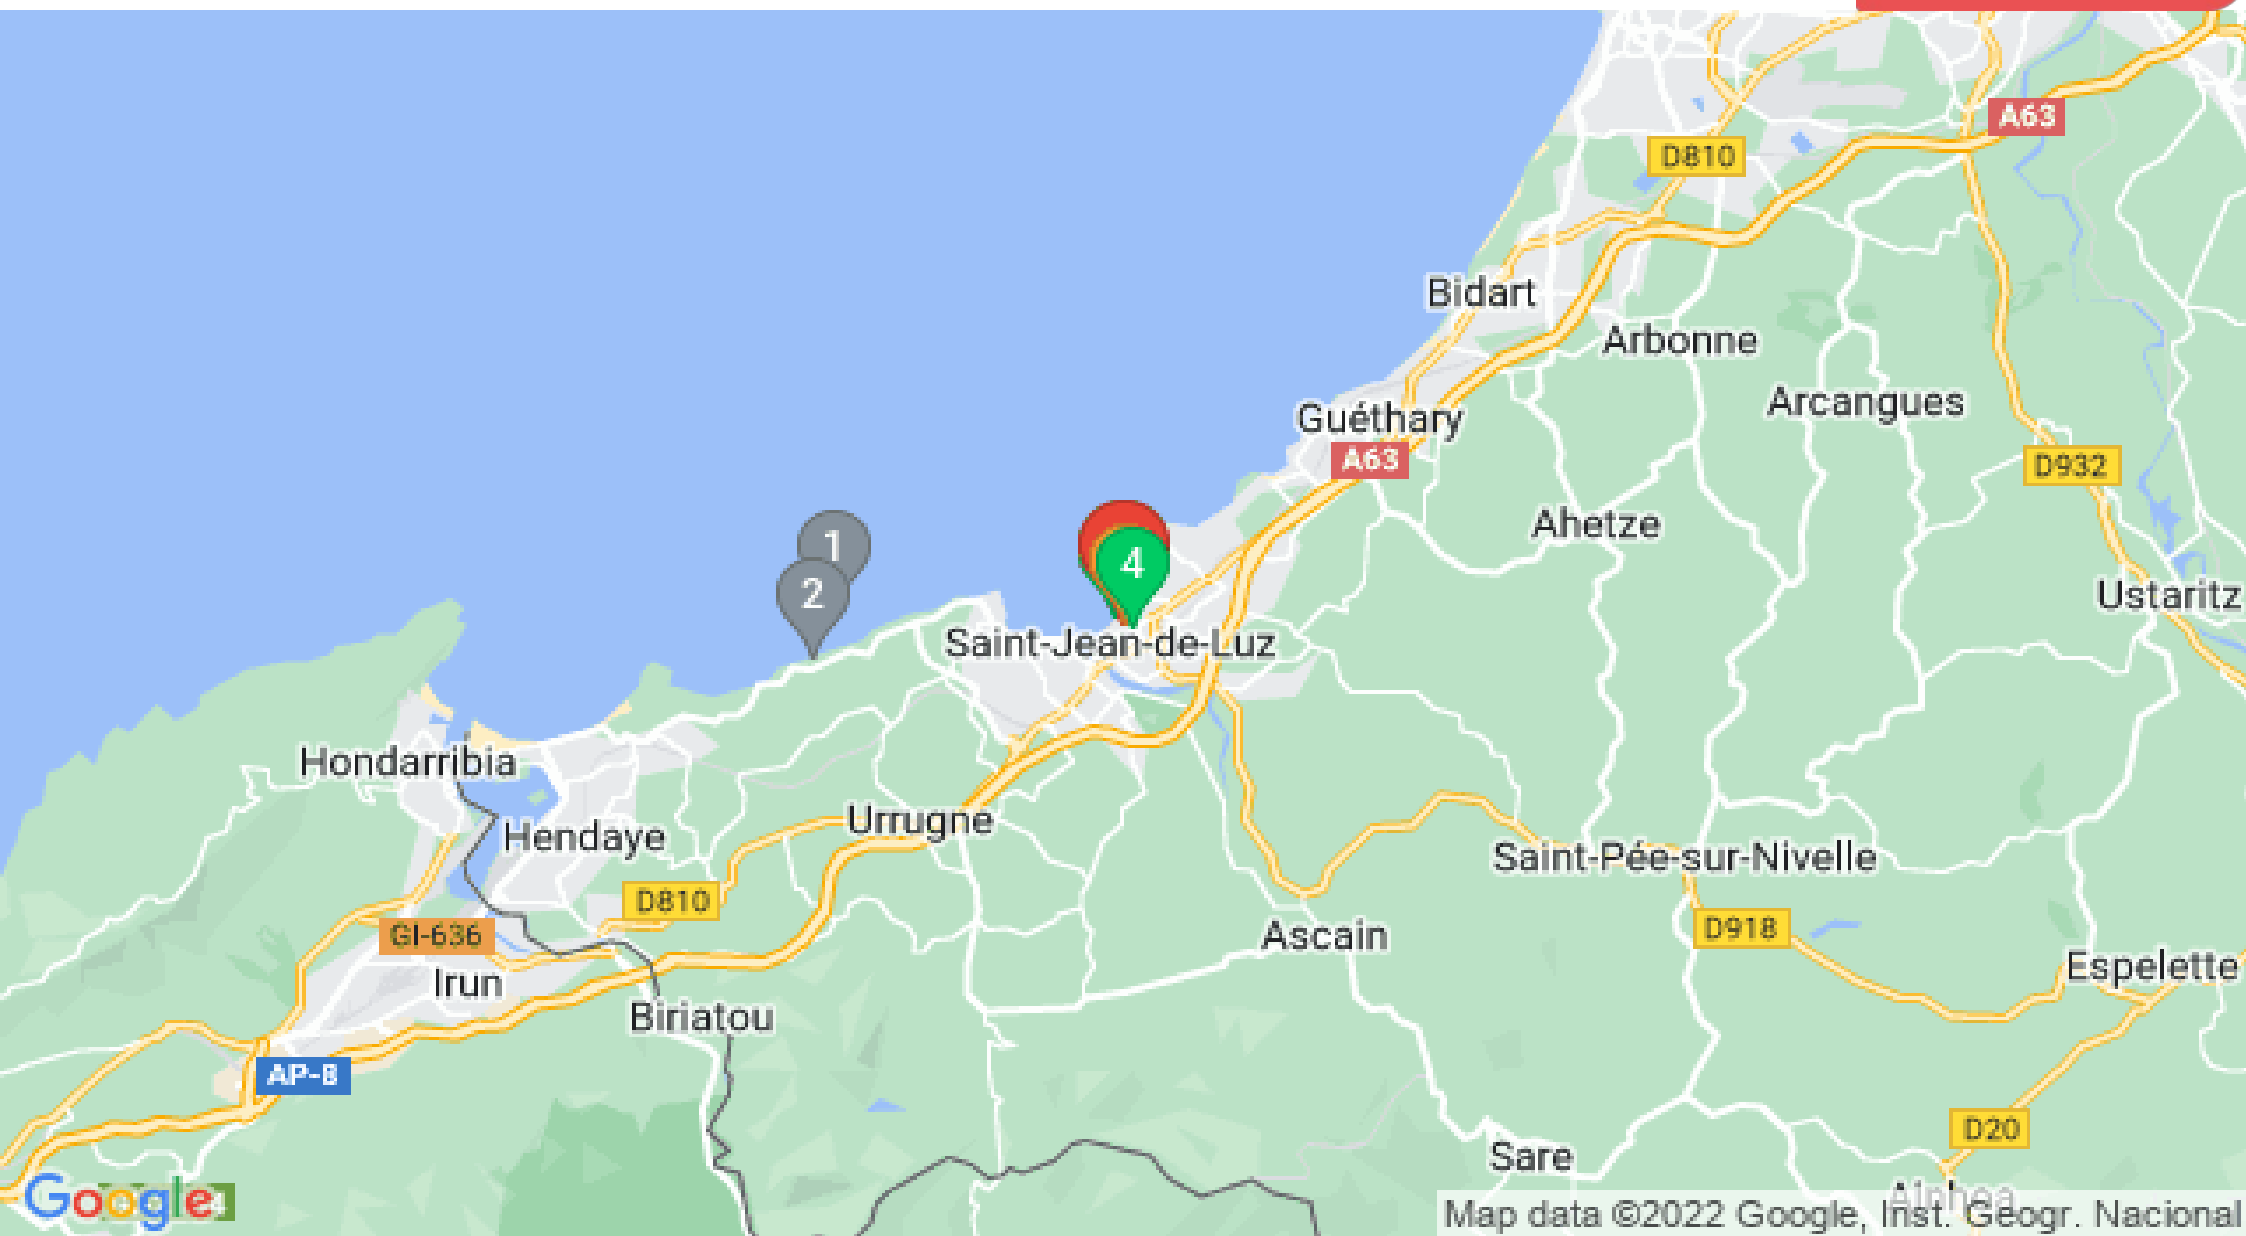 A63
D810
Bidart
Arbonne
Arcangues
Guéthary
A63
D932
Ahetze
1
4
2
Ustaritz
Saint-Jean-de-Luz
Hondarribia
Urrugne
Hendaye
Saint-Pée-sur-Nivelle
D810
D918
GI-636
Ascain
Irun
Espelette
Biriatou
AP-8
D20
Sare
Ainhoa
Google
Map data ©2022 Google, Inst. Geogr. Nacional